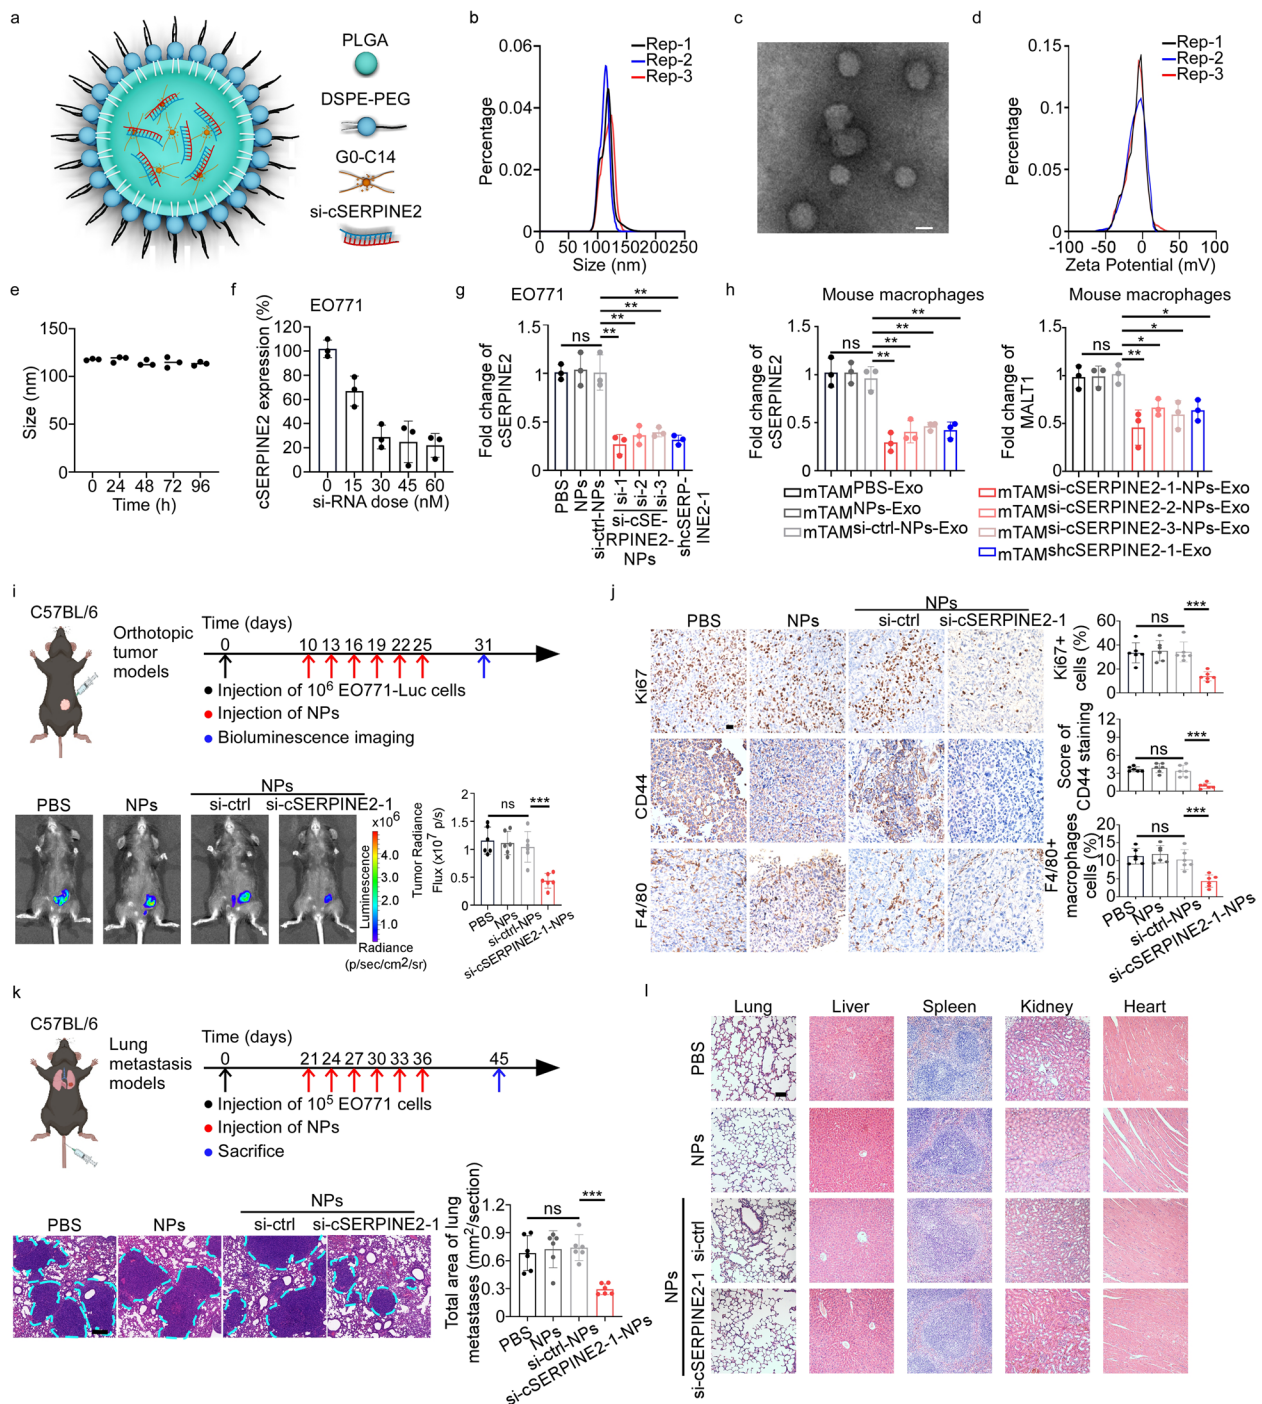 a
PLGA
DSPE-PEG
G0-C14
si-cSERPINE2
b
0.06
0.04
0.02
0
Percentage
Rep-1
Rep-2
Rep-3
0 50 100 150 200 250
Size (nm)
c
d
0.15
0.1
0.05
0
Percentage
Rep-1
Rep-2
Rep-3
-100 -50 0 50 100
Zeta Potential (mV)
e
150
100
50
0
Size (nm)
0 24 48 72 96
Time (h)
f
EO771
cSERPINE2 expression (%)
120
100
80
60
40
20
0
0 15 30 45 60
si-RNA dose (nM)
g
EO771
Fold change of cSERPINE2
1.5
1
0.5
0
ns
**
**
**
**
PBS
NPs
si-ctrl-NPs
si-1
si-2
si-3
si-cSE-
RPINE2-
NPs
shcSERP-
INE2-1
h
Mouse macrophages
Fold change of cSERPINE2
1.5
1
0.5
0
ns
**
**
**
**
Mouse macrophages
Fold change of MALT1
1.5
1
0.5
0
ns
**
*
*
*
mTAMPBS-Exo
mTAMNPs-Exo
mTAMsi-ctrl-NPs-Exo
mTAMsi-cSERPINE2-1-NPs-Exo
mTAMsi-cSERPINE2-2-NPs-Exo
mTAMsi-cSERPINE2-3-NPs-Exo
mTAMshcSERPINE2-1-Exo
i
C57BL/6
Orthotopic
tumor
models
Time (days)
0 10 13 16 19 22 25 31
Injection of 10⁶ EO771-Luc cells
Injection of NPs
Bioluminescence imaging
NPs
PBS NPs si-ctrl si-cSERPINE2-1
x10⁶
4.0
3.0
2.0
1.0
Luminescence
Radiance
(p/sec/cm²/sr)
Tumor Radiance
Flux (x10⁷ p/s)
2
1.5
1
0.5
0
ns
***
PBS
NPs
si-ctrl-NPs
si-cSERPINE2-1-NPs
j
NPs
PBS NPs si-ctrl si-cSERPINE2-1
Ki67
CD44
F4/80
Ki67+
cells (%)
60
40
20
0
ns
***
Score of
CD44 staining
12
9
6
3
0
ns
***
F4/80+
macrophages
cells (%)
20
15
10
5
0
ns
***
PBS
NPs
si-ctrl-NPs
si-cSERPINE2-1-NPs
k
C57BL/6
Lung
metastasis
models
Time (days)
0 21 24 27 30 33 36 45
Injection of 10⁵ EO771 cells
Injection of NPs
Sacrifice
NPs
PBS NPs si-ctrl si-cSERPINE2-1
Total area of lung
metastases (mm²/section)
1.2
0.9
0.6
0.3
0
ns
***
PBS
NPs
si-ctrl-NPs
si-cSERPINE2-1-NPs
l
Lung Liver Spleen Kidney Heart
PBS
NPs
si-ctrl
si-cSERPINE2-1
NPs